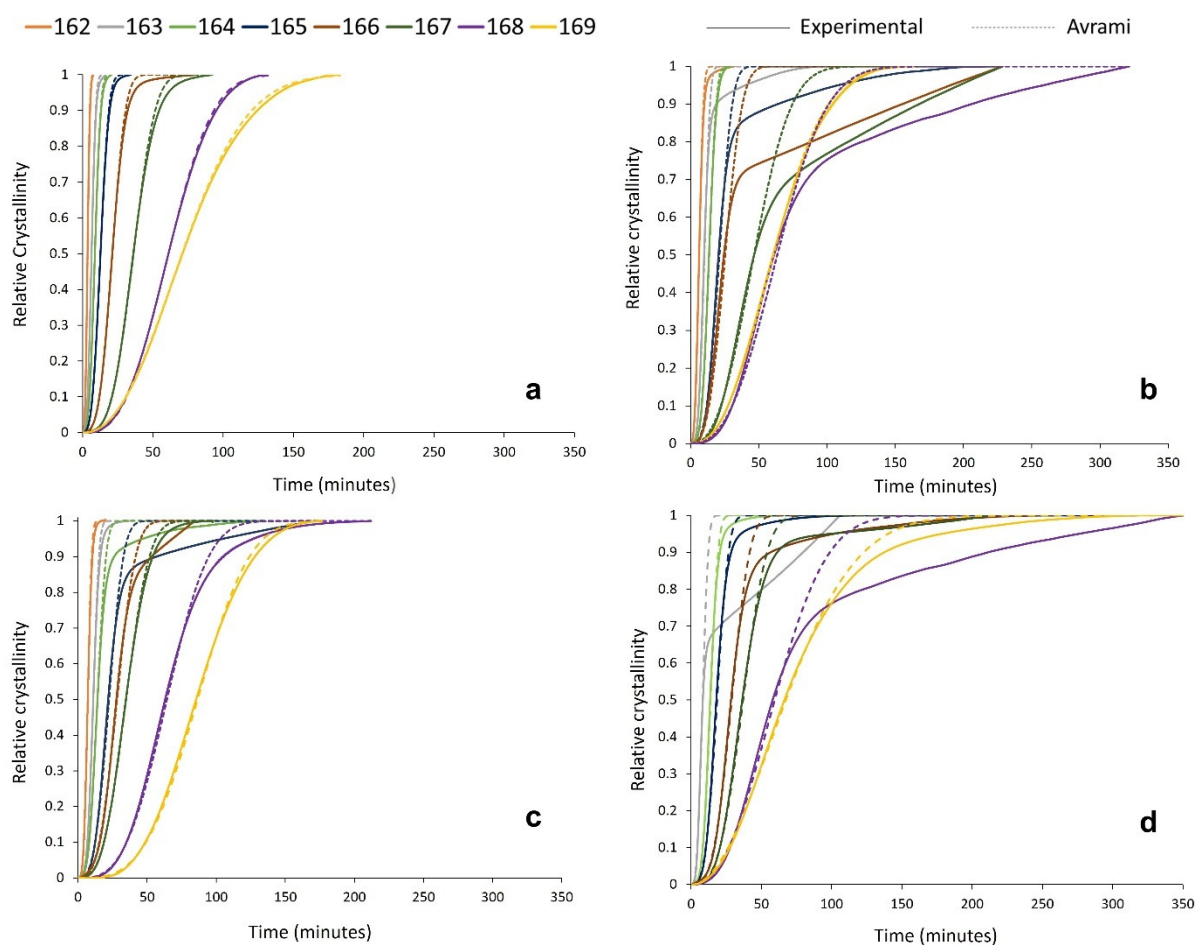 162 163 164 165 166 167 168 169
Experimental Avrami
1
0.9
0.8
0.7
0.6
0.5
0.4
0.3
0.2
0.1
0
Relative Crystallinity
a
0 50 100 150 200 250 300 350
Time (minutes)
1
0.9
0.8
0.7
0.6
0.5
0.4
0.3
0.2
0.1
0
Relative crystallinity
b
0 50 100 150 200 250 300 350
Time (minutes)
1
0.9
0.8
0.7
0.6
0.5
0.4
0.3
0.2
0.1
0
Relative crystallinity
c
0 50 100 150 200 250 300 350
Time (minutes)
1
0.9
0.8
0.7
0.6
0.5
0.4
0.3
0.2
0.1
0
Relative crystallinity
d
0 50 100 150 200 250 300 350
Time (minutes)